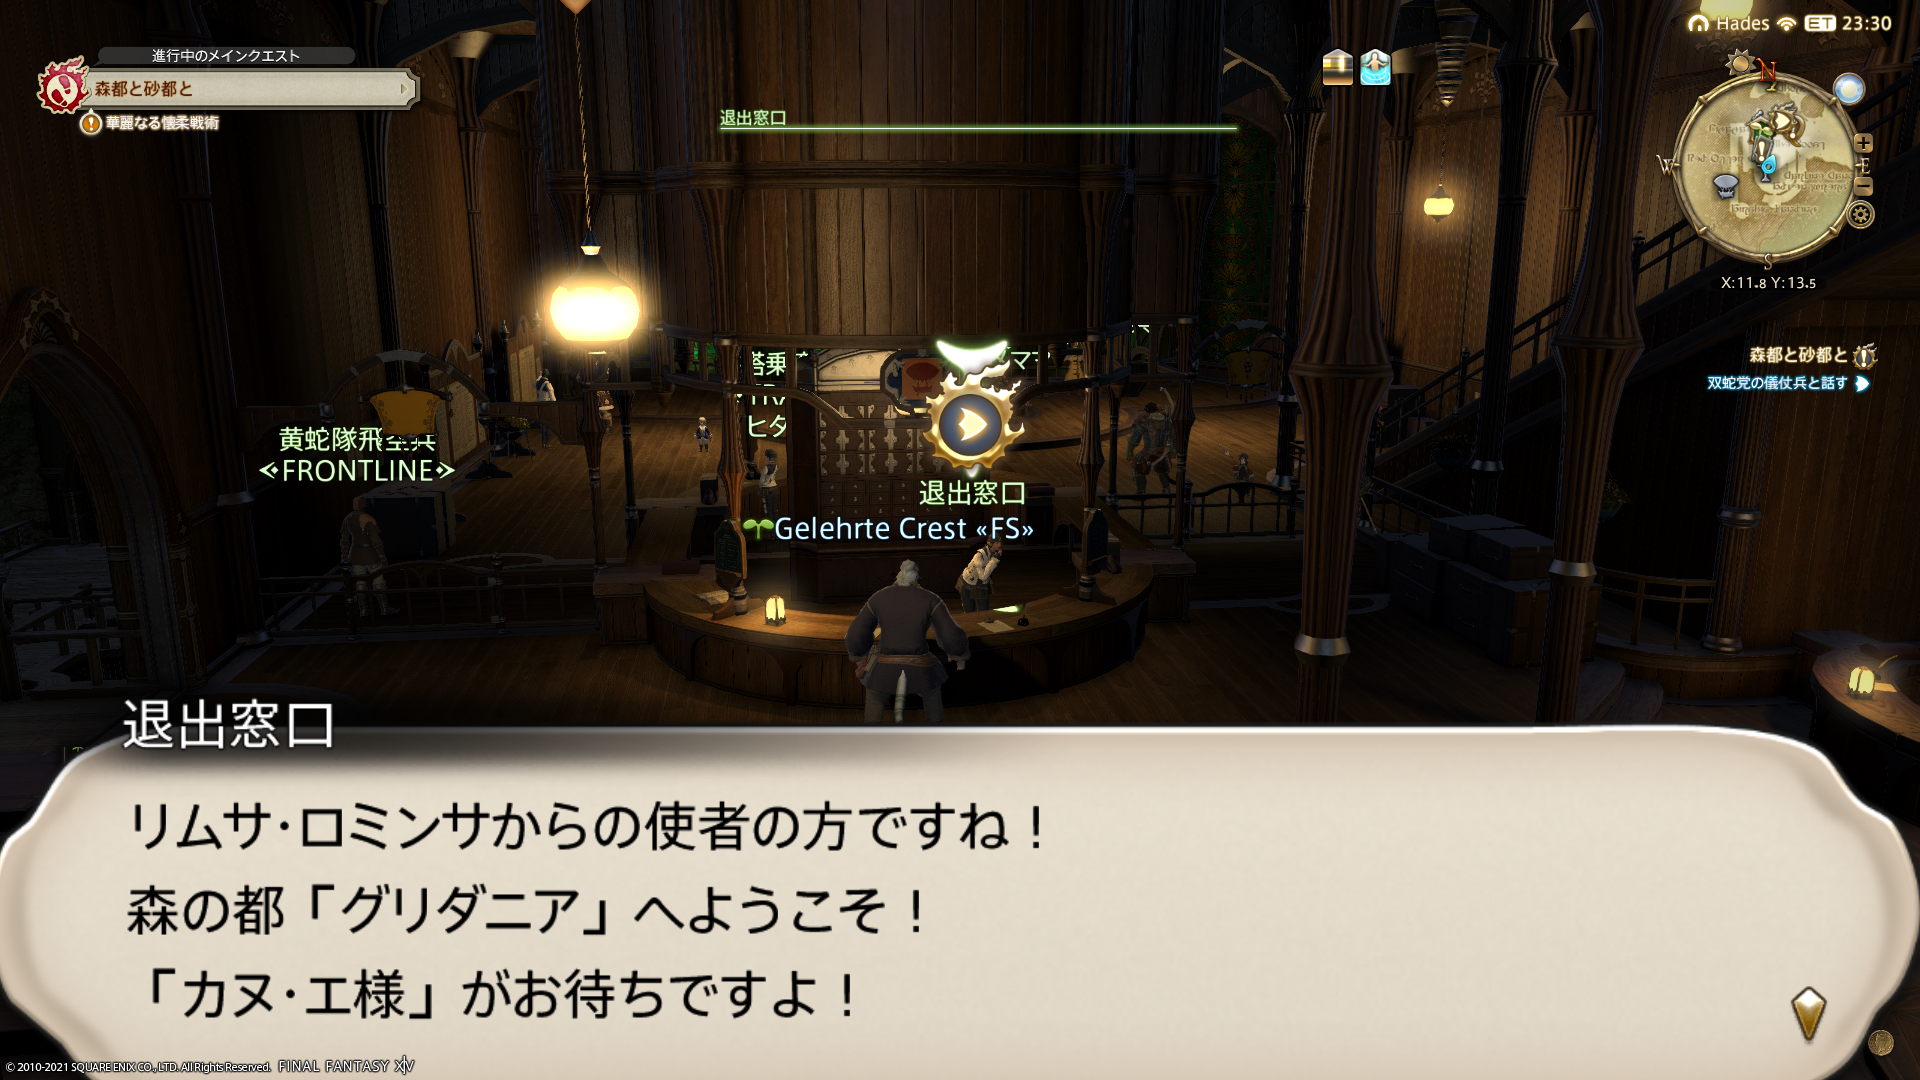 進行中のメインクエスト
森都と砂都と
華麗なる懐柔戦術
退出窓口
Hades ET 23:30
N
W
E
S
X:11.8 Y:13.5
森都と砂都と
双蛇党の儀仗兵と話す
ヒダ
黄蛇隊飛空兵
<FRONTLINE>
退出窓口
Gelehrte Crest «FS»
退出窓口
リムサ・ロミンサからの使者の方ですね！
森の都「グリダニア」へようこそ！
「カヌ・エ様」がお待ちですよ！
© 2010-2021 SQUARE ENIX CO., LTD. All Rights Reserved. FINAL FANTASY XIV